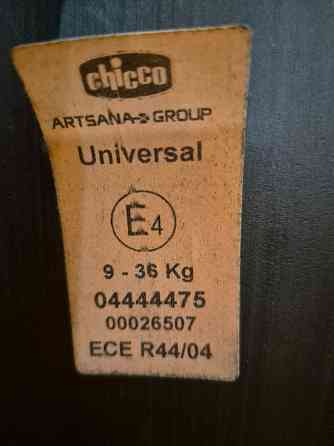 chicco
ARTSANA GROUP
Universal
E4
9 - 36 Kg
04444475
00026507
ECE R44/04